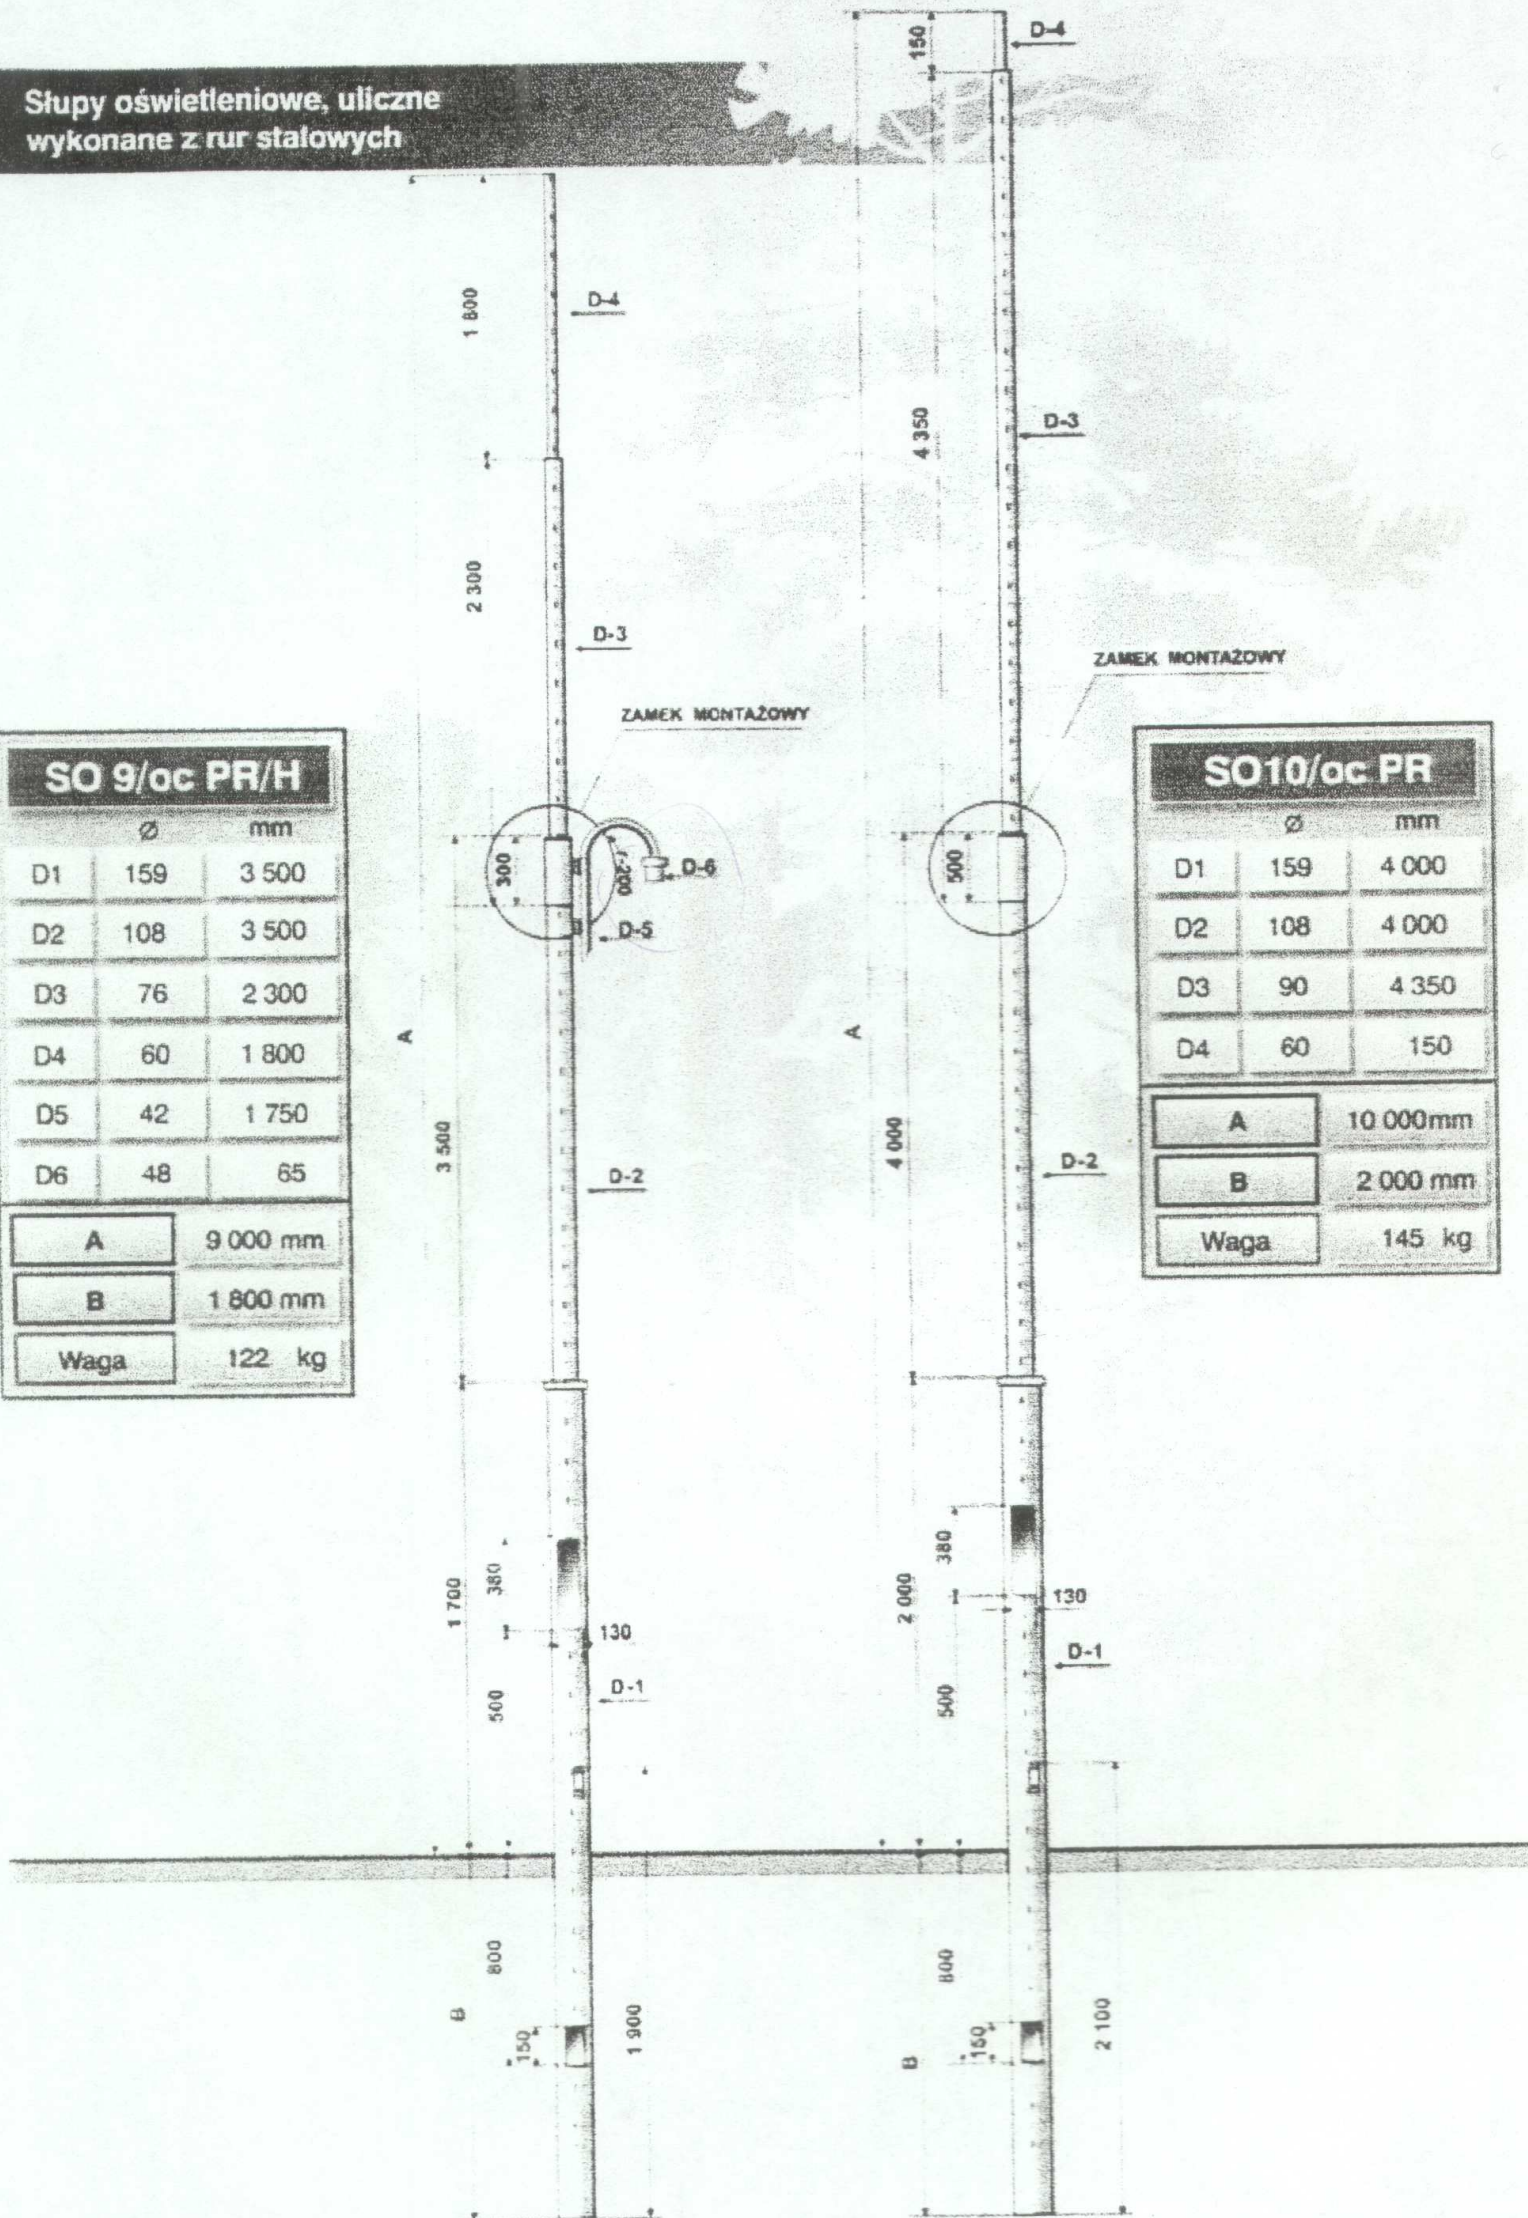 Słupy oświetleniowe, uliczne
wykonane z rur stalowych
150
D-4
1 800
D-4
4 350
D-3
2 300
D-3
ZAMEK MONTAŻOWY
ZAMEK MONTAŻOWY
SO 9/oc PR/H
Ø mm
D1 159 3 500
D2 108 3 500
D3 76 2 300
D4 60 1 800
D5 42 1 750
D6 48 65
A 9 000 mm
B 1 800 mm
Waga 122 kg
300
200
D-6
D-5
A
3 500
D-2
1 700
380
130
500
D-1
800
B
150
1 900
500
A
4 000
D-2
SO10/oc PR
Ø mm
D1 159 4 000
D2 108 4 000
D3 90 4 350
D4 60 150
A 10 000mm
B 2 000 mm
Waga 145 kg
2 000
380
130
500
D-1
800
B
150
2 100